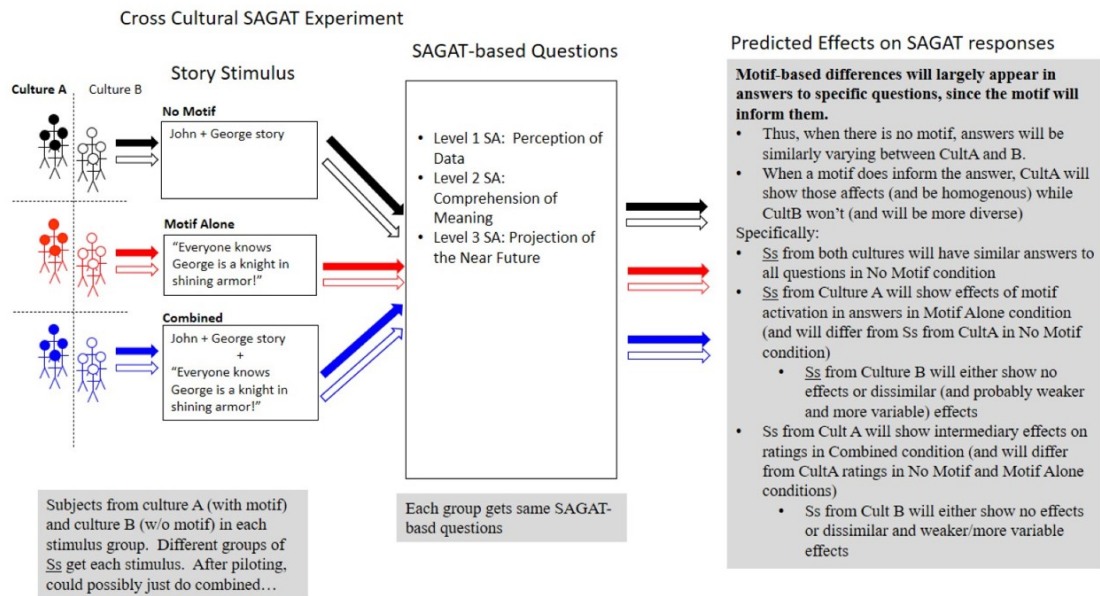 Cross Cultural SAGAT Experiment
Culture A
Culture B
Story Stimulus
No Motif
John + George story
Motif Alone
“Everyone knows
George is a knight in
shining armor!”
Combined
John + George story
+
“Everyone knows
George is a knight in
shining armor!”
Subjects from culture A (with motif)
and culture B (w/o motif) in each
stimulus group. Different groups of
Ss get each stimulus. After piloting,
could possibly just do combined…
SAGAT-based Questions
• Level 1 SA: Perception of
Data
• Level 2 SA:
Comprehension of
Meaning
• Level 3 SA: Projection of
the Near Future
Each group gets same SAGAT-
basd questions
Predicted Effects on SAGAT responses
Motif-based differences will largely appear in
answers to specific questions, since the motif will
inform them.
• Thus, when there is no motif, answers will be
similarly varying between CultA and B.
• When a motif does inform the answer, CultA will
show those affects (and be homogenous) while
CultB won’t (and will be more diverse)
Specifically:
• Ss from both cultures will have similar answers to
all questions in No Motif condition
• Ss from Culture A will show effects of motif
activation in answers in Motif Alone condition
(and will differ from Ss from CultA in No Motif
condition)
• Ss from Culture B will either show no
effects or dissimilar (and probably weaker
and more variable) effects
• Ss from Cult A will show intermediary effects on
ratings in Combined condition (and will differ
from CultA ratings in No Motif and Motif Alone
conditions)
• Ss from Cult B will either show no effects
or dissimilar and weaker/more variable
effects